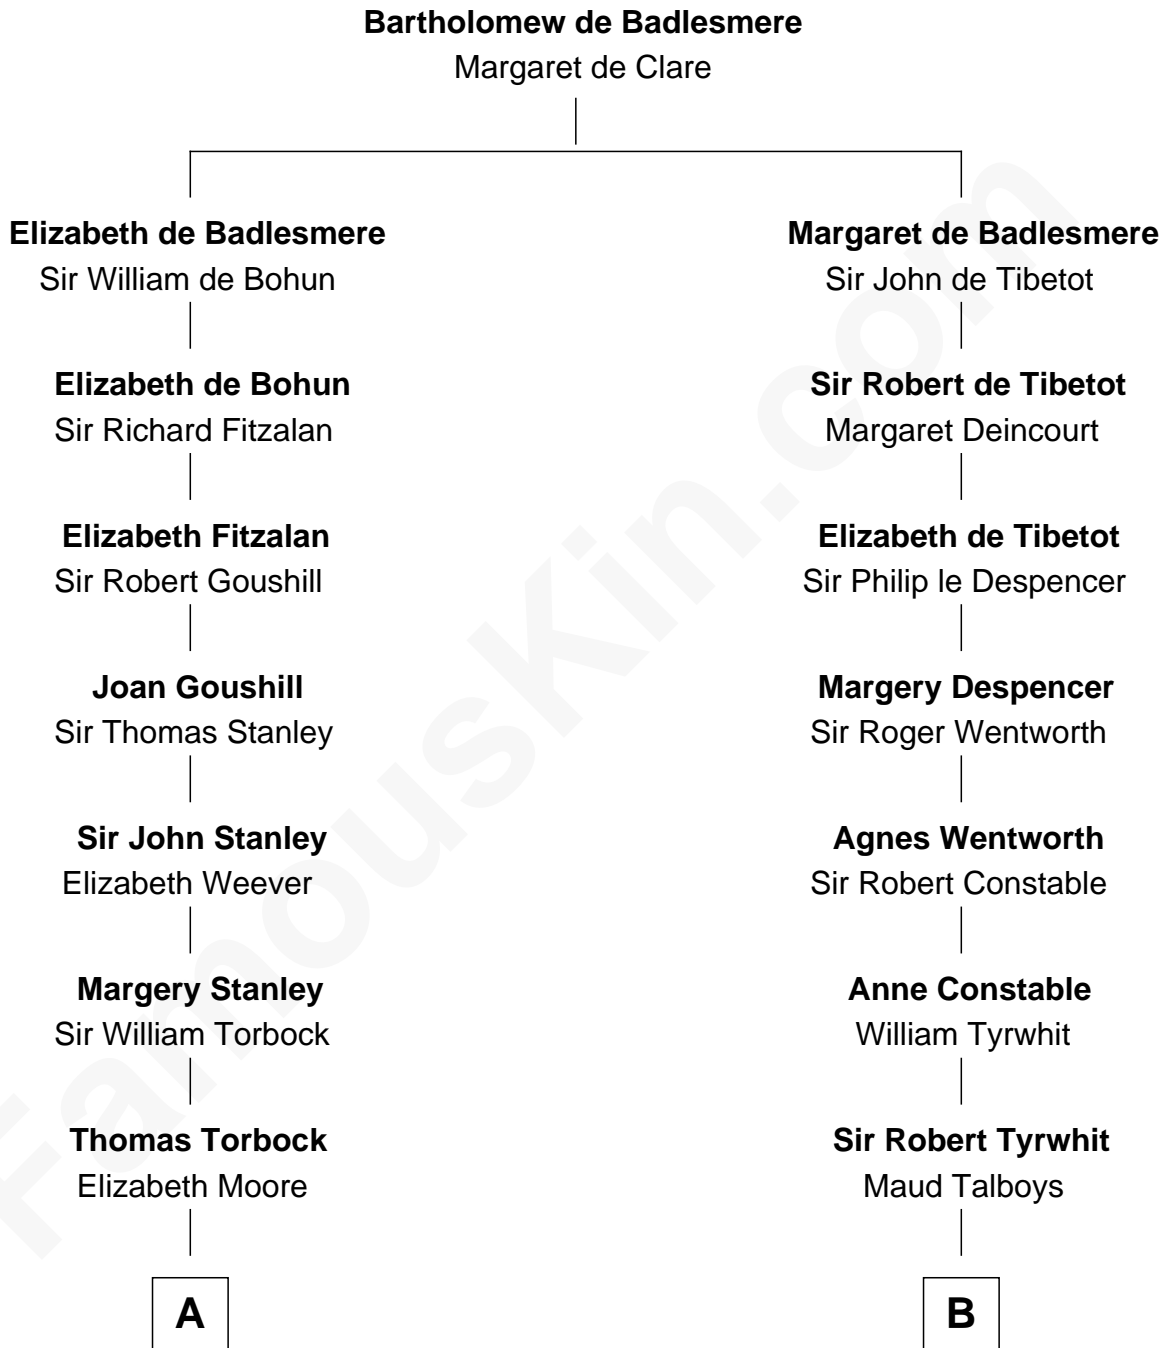 Bartholomew de Badlesmere
Margaret de Clare
Elizabeth de Badlesmere
Sir William de Bohun
Margaret de Badlesmere
Sir John de Tibetot
Elizabeth de Bohun
Sir Richard Fitzalan
Sir Robert de Tibetot
Margaret Deincourt
Elizabeth Fitzalan
Sir Robert Goushill
Elizabeth de Tibetot
Sir Philip le Despencer
Joan Goushill
Sir Thomas Stanley
Margery Despencer
Sir Roger Wentworth
Sir John Stanley
Elizabeth Weever
Agnes Wentworth
Sir Robert Constable
Margery Stanley
Sir William Torbock
Anne Constable
William Tyrwhit
Thomas Torbock
Elizabeth Moore
Sir Robert Tyrwhit
Maud Talboys
A
B
FamousKin.com